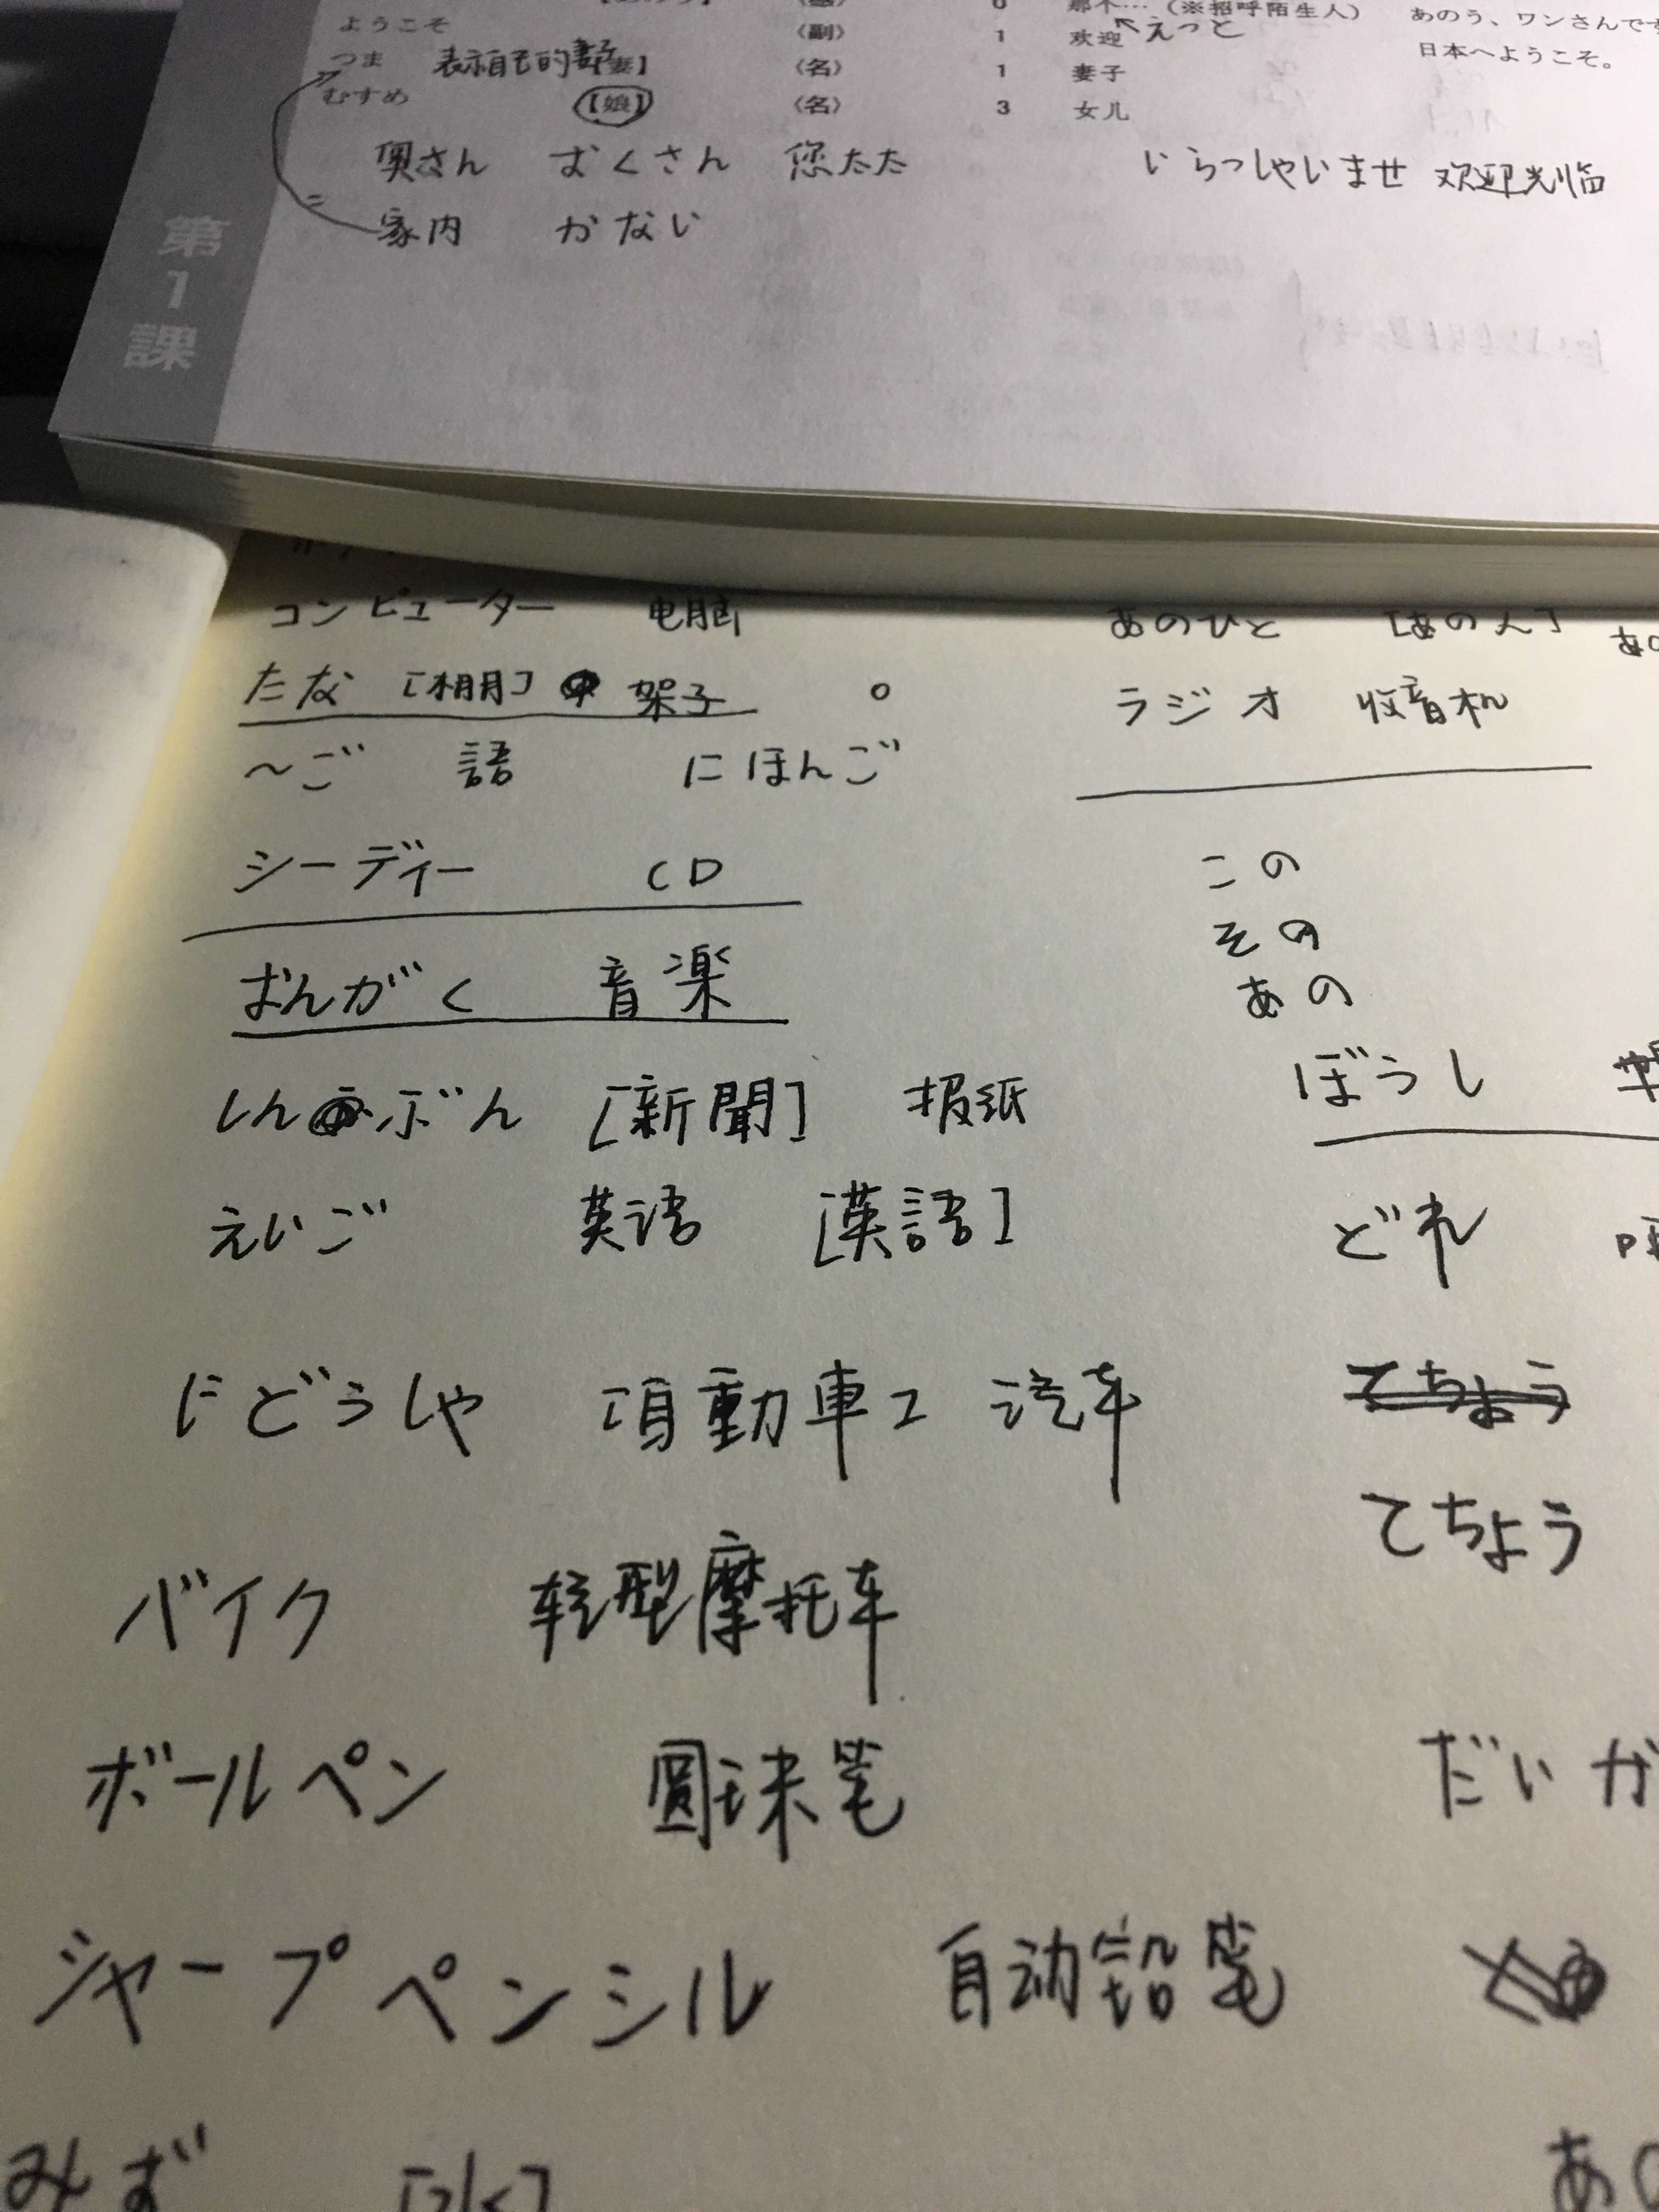 那个…（※招呼陌生人） あのう、ワンさんです
ようこそ 〈副〉 1 欢迎 えっと 日本へようこそ。
つま 表示自己的妻子 【妻】 〈名〉 1 妻子
むすめ 【娘】 〈名〉 3 女儿
奥さん おくさん 您太太 いらっしゃいませ 欢迎光临
家内 かない
第1課
コンピューター 电脑
たな [棚] 架子
～ご 語 にほんご
シーディー CD
おんがく 音楽
しんぶん [新聞] 报纸
えいご 英语 [英語]
じどうしゃ [自動車] 汽车
バイク 轻型摩托车
ボールペン 圆珠笔
シャープペンシル 自动铅笔
みず [水]
あのひと [あの人]
ラジオ 收音机
この
その
あの
ぼうし
どれ
てちょう
てちょう
だいが
あの